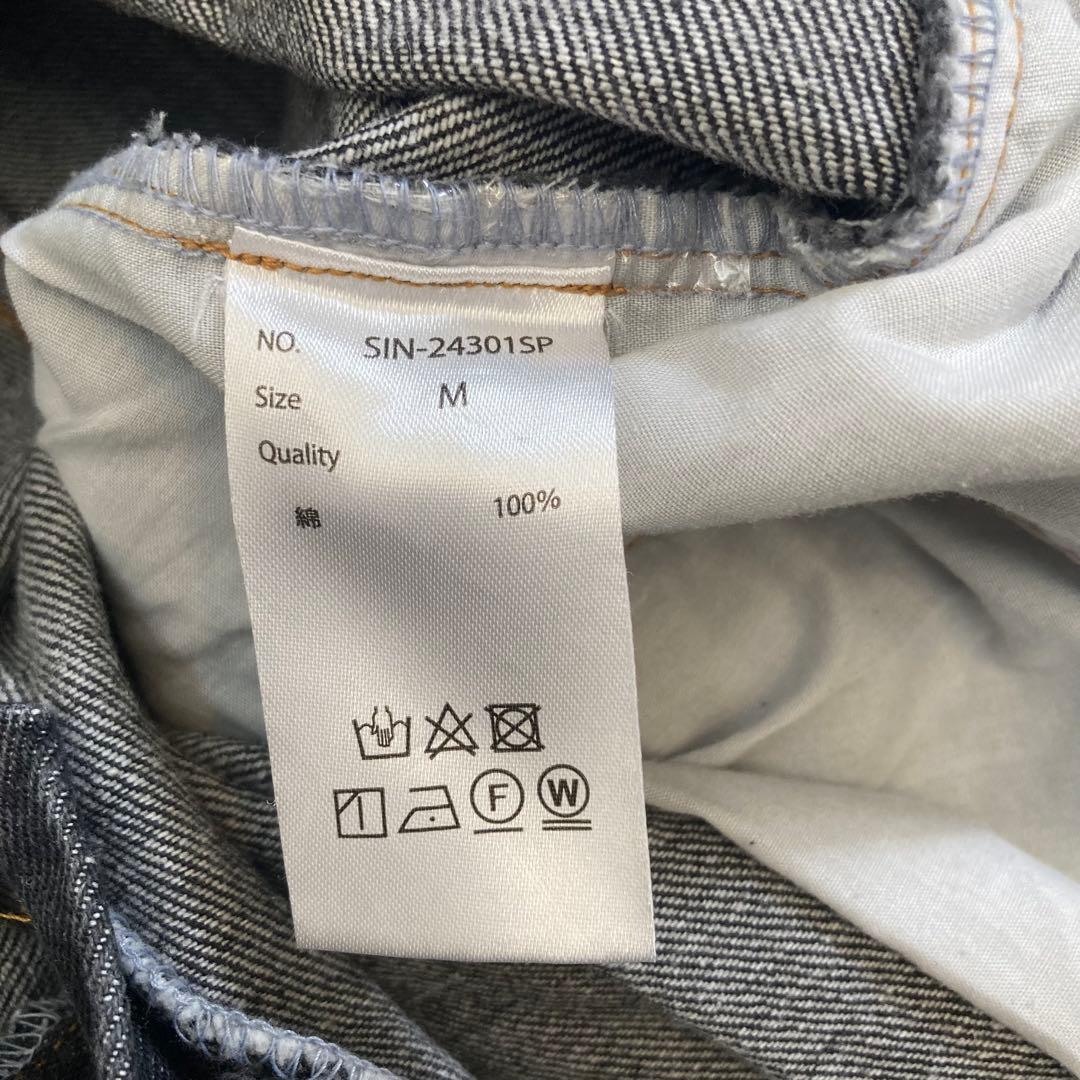 NO. SIN-24301SP
Size M
Quality
綿 100%
F W